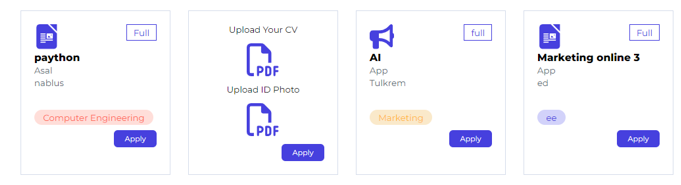 Full
paython
Asal
nablus
Computer Engineering
Apply
Upload Your CV
PDF
Upload ID Photo
PDF
Apply
full
AI
App
Tulkrem
Marketing
Apply
Full
Marketing online 3
App
ed
ee
Apply